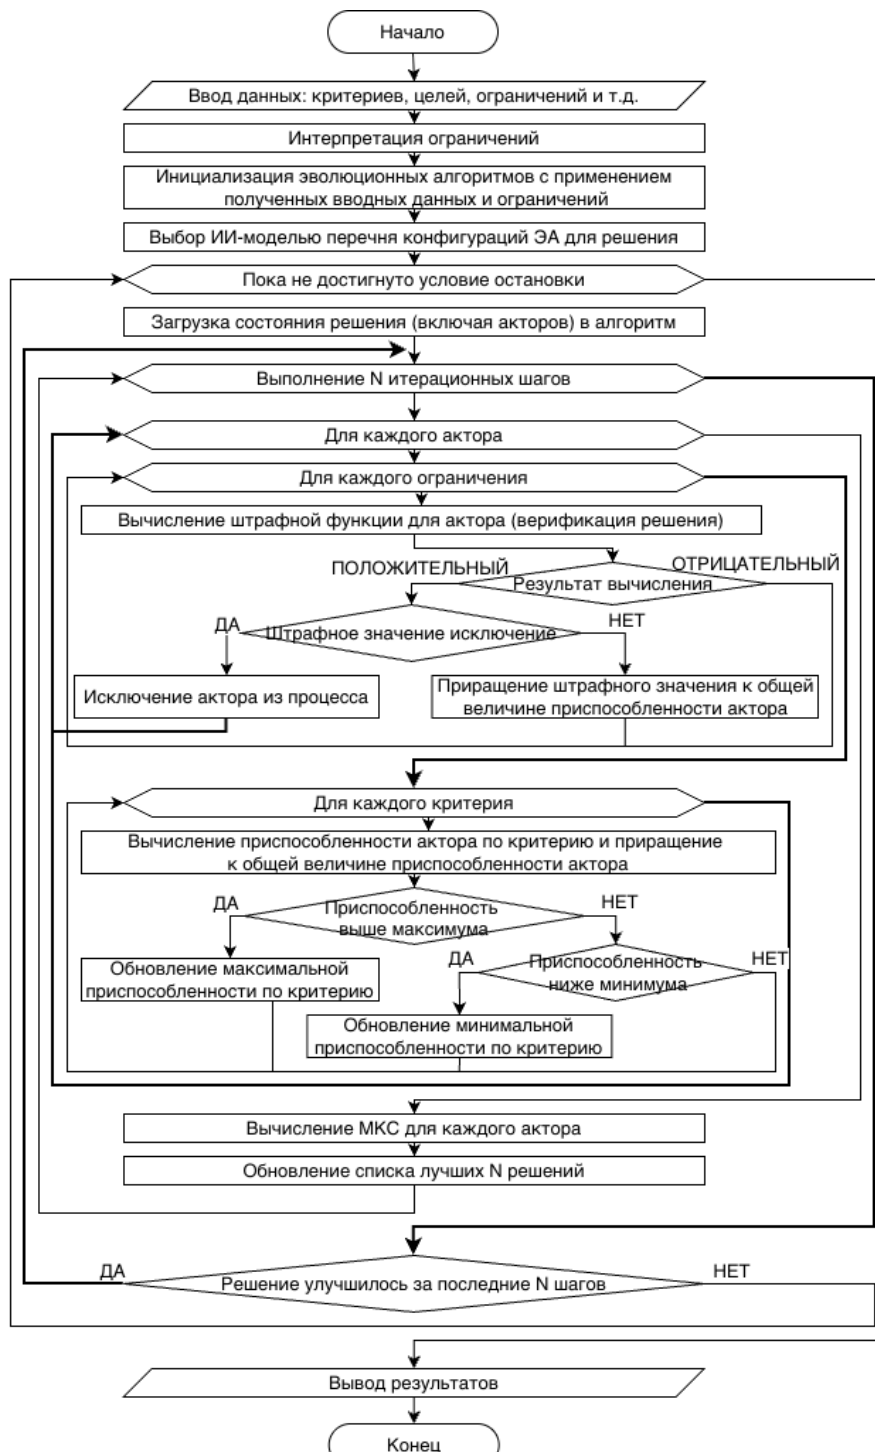 Начало
Ввод данных: критериев, целей, ограничений и т.д.
Интерпретация ограничений
Инициализация эволюционных алгоритмов с применением
полученных вводных данных и ограничений
Выбор ИИ-моделью перечня конфигураций ЭА для решения
Пока не достигнуто условие остановки
Загрузка состояния решения (включая акторов) в алгоритм
Выполнение N итерационных шагов
Для каждого актора
Для каждого ограничения
Вычисление штрафной функции для актора (верификация решения)
ПОЛОЖИТЕЛЬНЫЙ
ОТРИЦАТЕЛЬНЫЙ
Результат вычисления
ДА
Штрафное значение исключение
НЕТ
Исключение актора из процесса
Приращение штрафного значения к общей
величине приспособленности актора
Для каждого критерия
Вычисление приспособленности актора по критерию и приращение
к общей величине приспособленности актора
ДА
Приспособленность
выше максимума
НЕТ
Обновление максимальной
приспособленности по критерию
ДА
Приспособленность
ниже минимума
НЕТ
Обновление минимальной
приспособленности по критерию
Вычисление МКС для каждого актора
Обновление списка лучших N решений
ДА
Решение улучшилось за последние N шагов
НЕТ
Вывод результатов
Конец